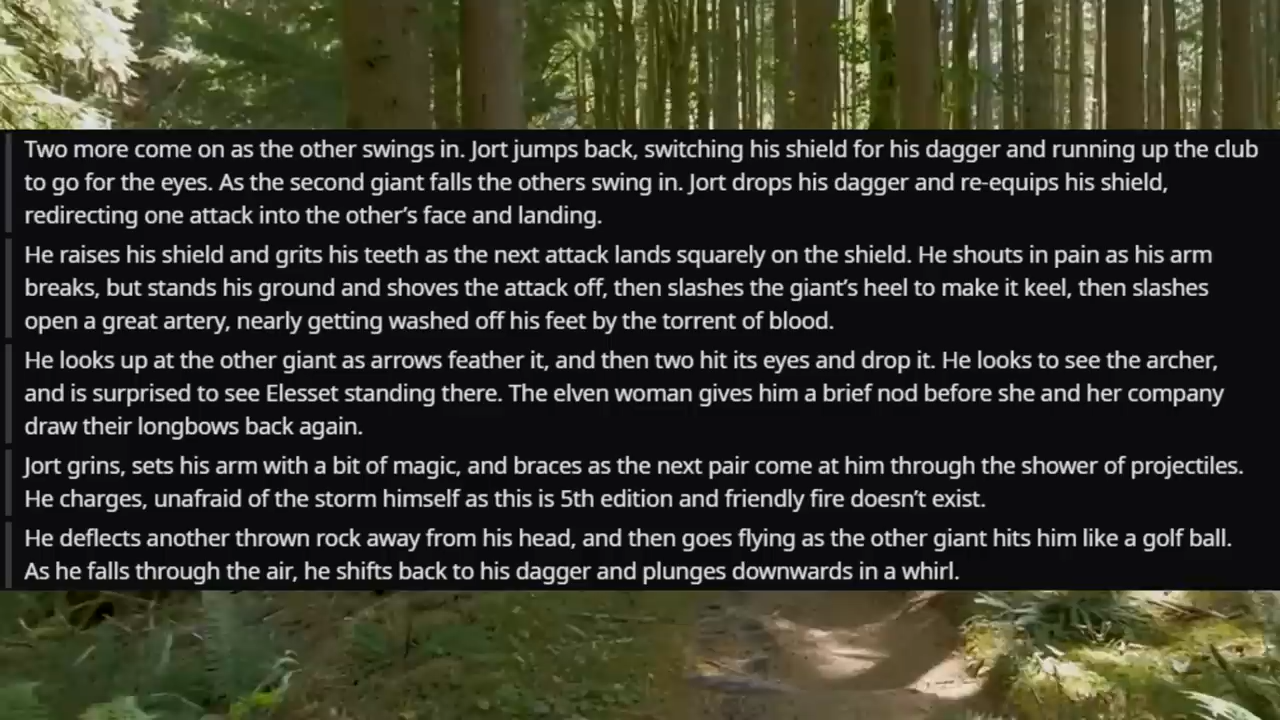 Two more come on as the other swings in. Jort jumps back, switching his shield for his dagger and running up the club
to go for the eyes. As the second giant falls the others swing in. Jort drops his dagger and re-equips his shield,
redirecting one attack into the other’s face and landing.
He raises his shield and grits his teeth as the next attack lands squarely on the shield. He shouts in pain as his arm
breaks, but stands his ground and shoves the attack off, then slashes the giant’s heel to make it keel, then slashes
open a great artery, nearly getting washed off his feet by the torrent of blood.
He looks up at the other giant as arrows feather it, and then two hit its eyes and drop it. He looks to see the archer,
and is surprised to see Elesset standing there. The elven woman gives him a brief nod before she and her company
draw their longbows back again.
Jort grins, sets his arm with a bit of magic, and braces as the next pair come at him through the shower of projectiles.
He charges, unafraid of the storm himself as this is 5th edition and friendly fire doesn’t exist.
He deflects another thrown rock away from his head, and then goes flying as the other giant hits him like a golf ball.
As he falls through the air, he shifts back to his dagger and plunges downwards in a whirl.